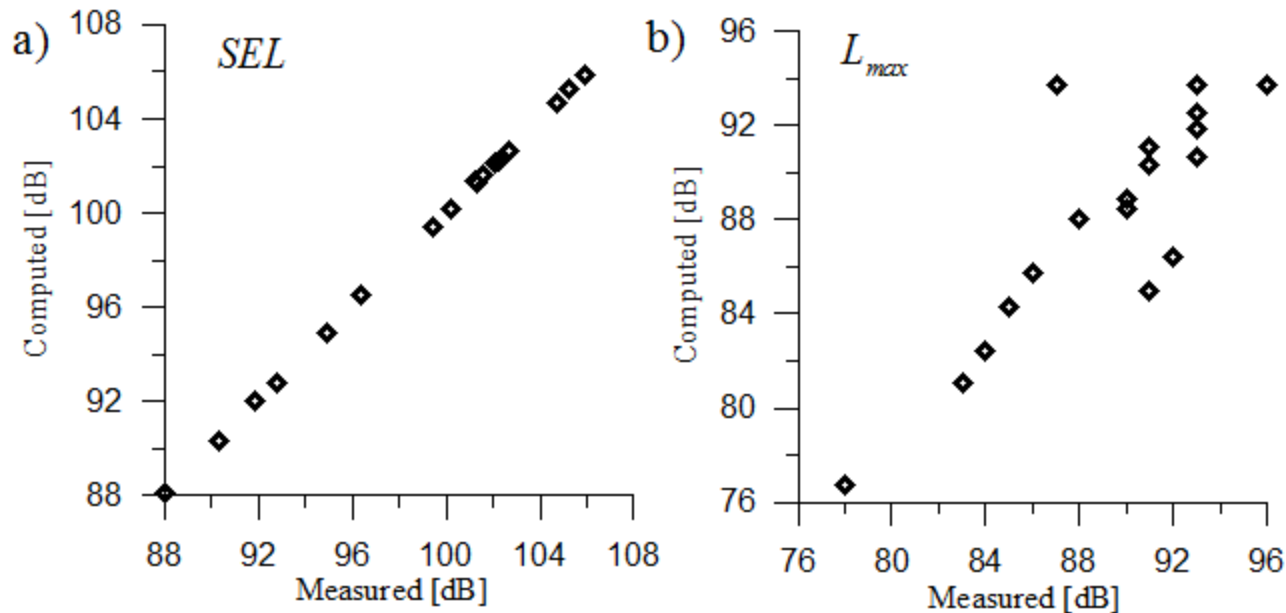 a)
SEL
108
104
100
96
92
88
Computed [dB]
88 92 96 100 104 108
Measured [dB]
b)
L_max
96
92
88
84
80
76
Computed [dB]
76 80 84 88 92 96
Measured [dB]